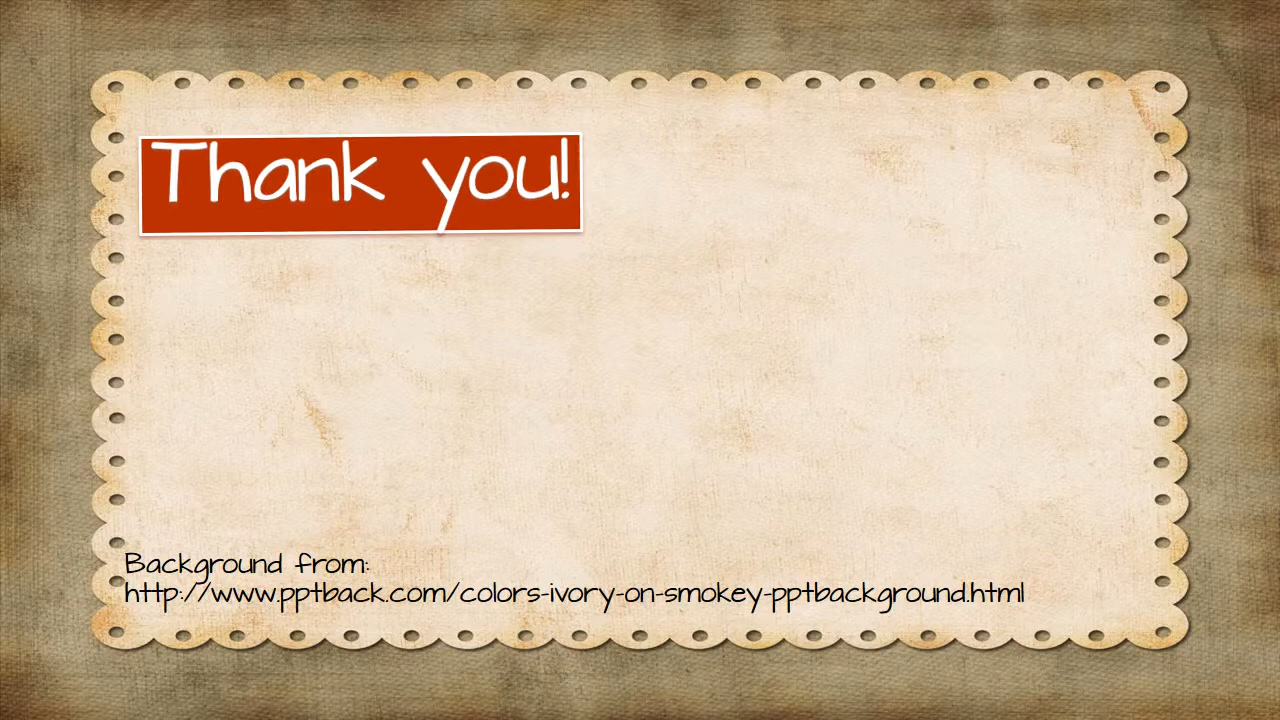 Thank you!
Background from:
http://www.pptback.com/colors-ivory-on-smokey-pptbackground.html